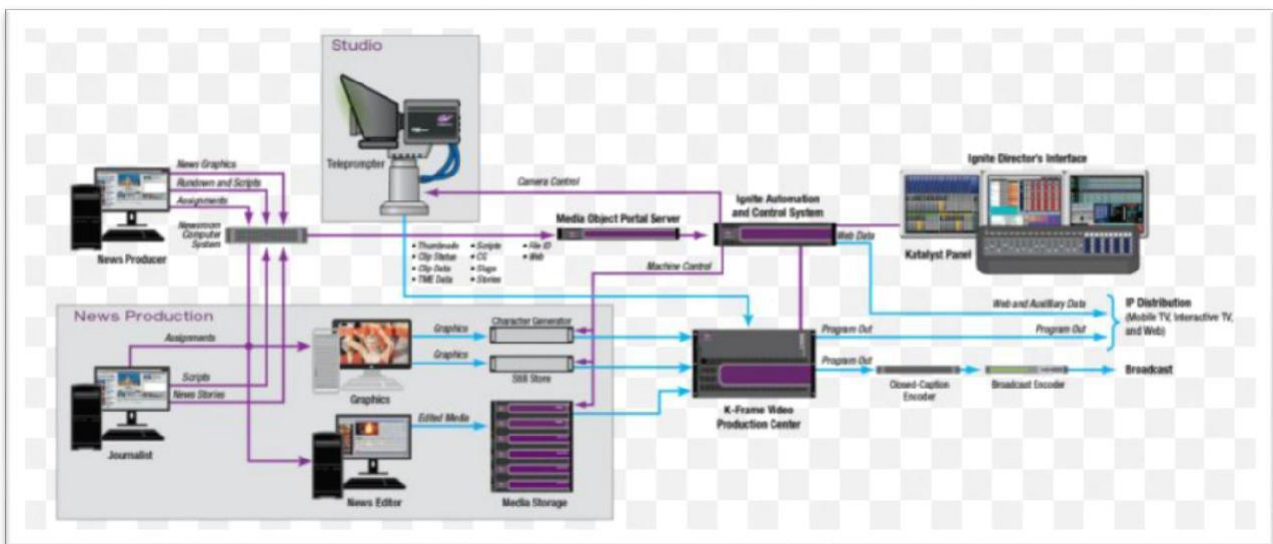 Studio
Teleprompter
News Graphics
Rundown and Scripts
Assignments
Newsroom
Computer
System
News Producer
Camera Control
Media Object Portal Server
Ignite Automation
and Control System
Ignite Director's Interface
Katalyst Panel
Web Data
• Thumbnails
• Clip Status
• Clip Data
• TME Data
• Scripts
• CG
• Slugs
• Stories
• File ID
• Web
Machine Control
News Production
Assignments
Scripts
News Stories
Journalist
Graphics
Graphics
Graphics
Character Generator
Still Store
Edited Media
News Editor
Media Storage
K-Frame Video
Production Center
Program Out
Program Out
Web and Auxilliary Data
Program Out
IP Distribution
(Mobile TV, Interactive TV,
and Web)
Closed-Caption
Encoder
Broadcast Encoder
Broadcast